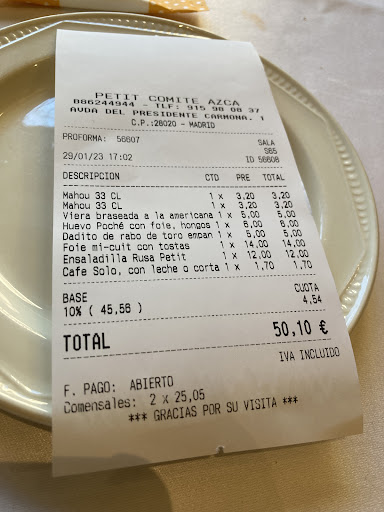 PETIT COMITE AZCA
B86244944 - TLF: 915 98 08 37
AVDA DEL PRESIDENTE CARMONA, 1
C.P.:28020 - MADRID
PROFORMA: 56607 SALA
S65
29/01/23 17:02 ID 56608
DESCRIPCION CTD PRE TOTAL
Mahou 33 CL 1 x 3,20 3,20
Mahou 33 CL 1 x 3,20 3,20
Viera braseada a la americana 1 x 5,00 5,00
Huevo Poché con foie, hongos 1 x 6,00 6,00
Dadito de rabo de toro empan 1 x 5,00 5,00
Foie mi-cuit con tostas 1 x 14,00 14,00
Ensaladilla Rusa Petit 1 x 12,00 12,00
Cafe Solo, con leche o corta 1 x 1,70 1,70
BASE CUOTA
10% ( 45,56 ) 4,54
TOTAL 50,10 €
IVA INCLUIDO
F. PAGO: ABIERTO
Comensales: 2 x 25,05
*** GRACIAS POR SU VISITA ***